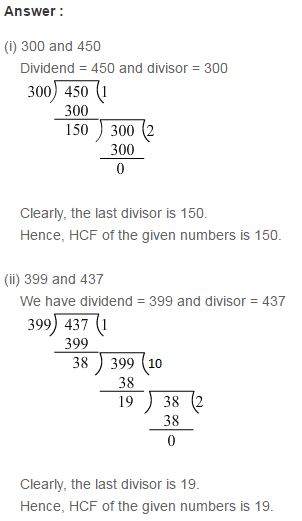 Answer :
(i) 300 and 450
Dividend = 450 and divisor = 300
300) 450 (1
300
150 ) 300 (2
300
0
Clearly, the last divisor is 150.
Hence, HCF of the given numbers is 150.
(ii) 399 and 437
We have dividend = 399 and divisor = 437
399) 437 (1
399
38 ) 399 (10
38
19 ) 38 (2
38
0
Clearly, the last divisor is 19.
Hence, HCF of the given numbers is 19.